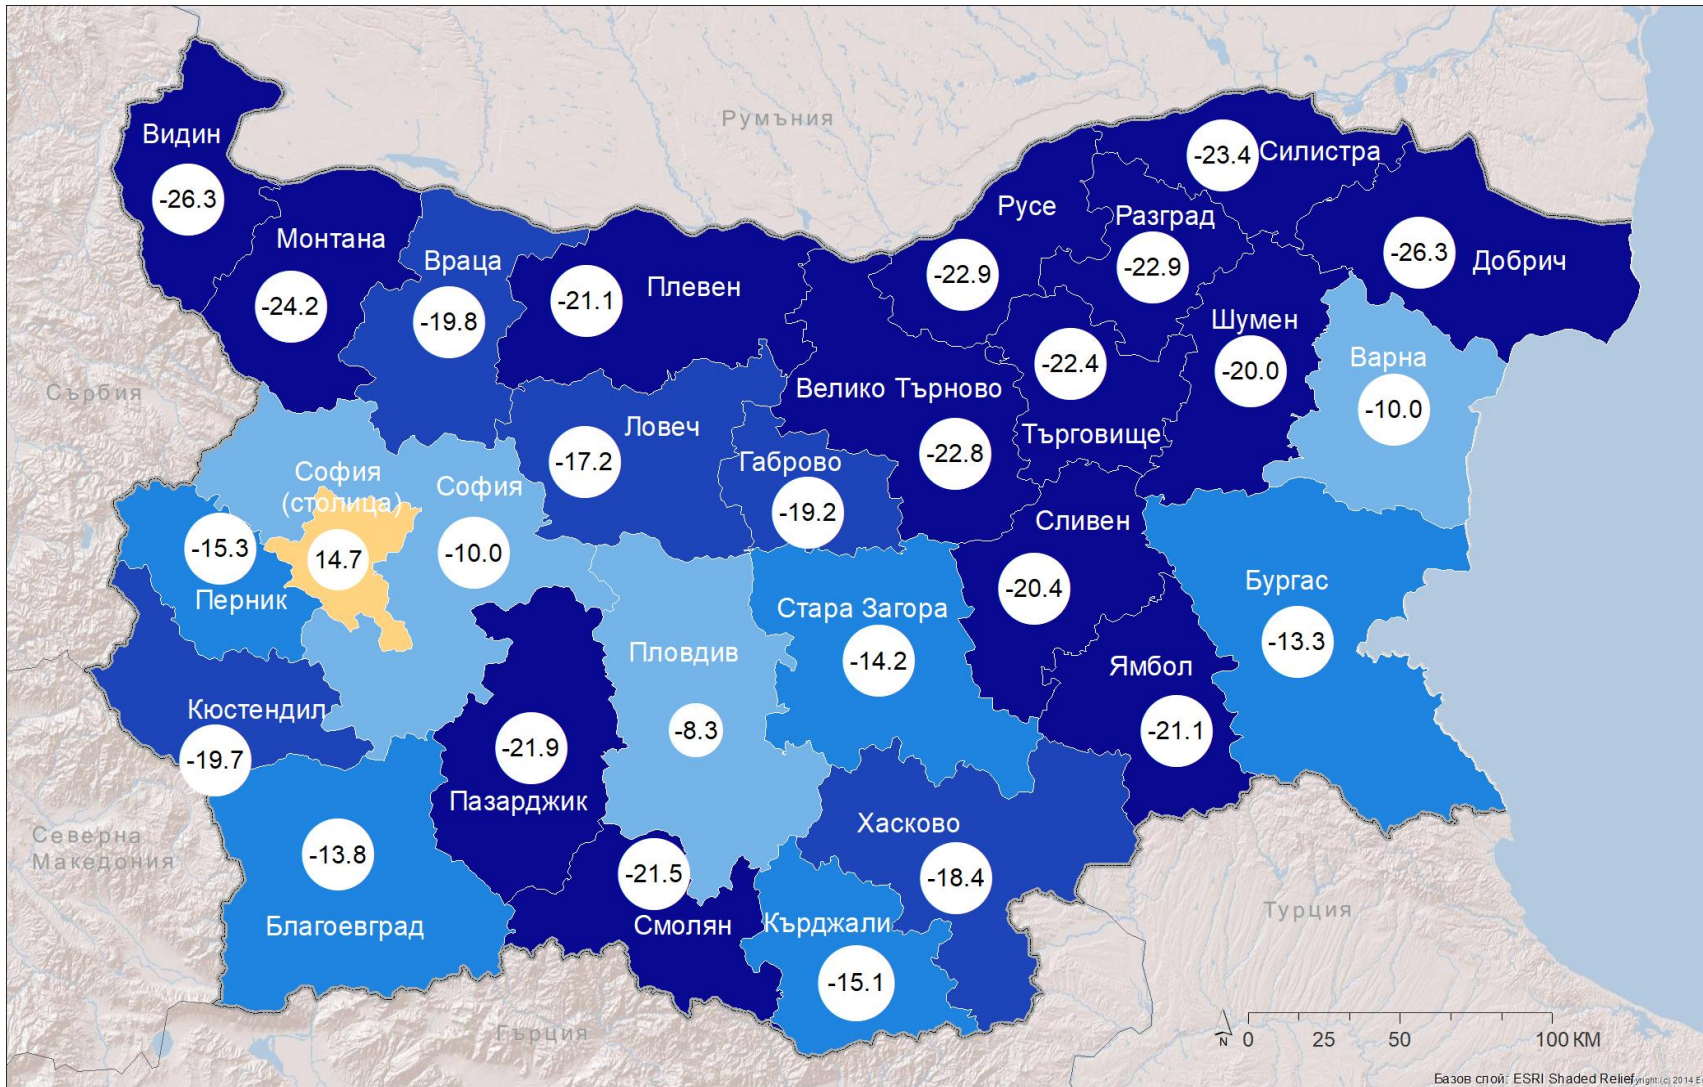 Румъния
Видин
-26.3
Монтана
-24.2
Враца
-19.8
Плевен
-21.1
Русе
-22.9
Разград
-22.9
-23.4
Силистра
-26.3
Добрич
Шумен
-20.0
Варна
-10.0
-22.4
Търговище
Велико Търново
-22.8
Ловеч
-17.2
Габрово
-19.2
Сърбия
София
(столица)
14.7
София
-10.0
-15.3
Перник
Сливен
-20.4
Бургас
-13.3
Стара Загора
-14.2
Пловдив
-8.3
Ямбол
-21.1
Кюстендил
-19.7
-21.9
Пазарджик
Северна
Македония
-13.8
Благоевград
-21.5
Смолян
Хасково
-18.4
Кърджали
-15.1
Турция
Гърция
N 0 25 50 100 КМ
Базов слой: ESRI Shaded Relief